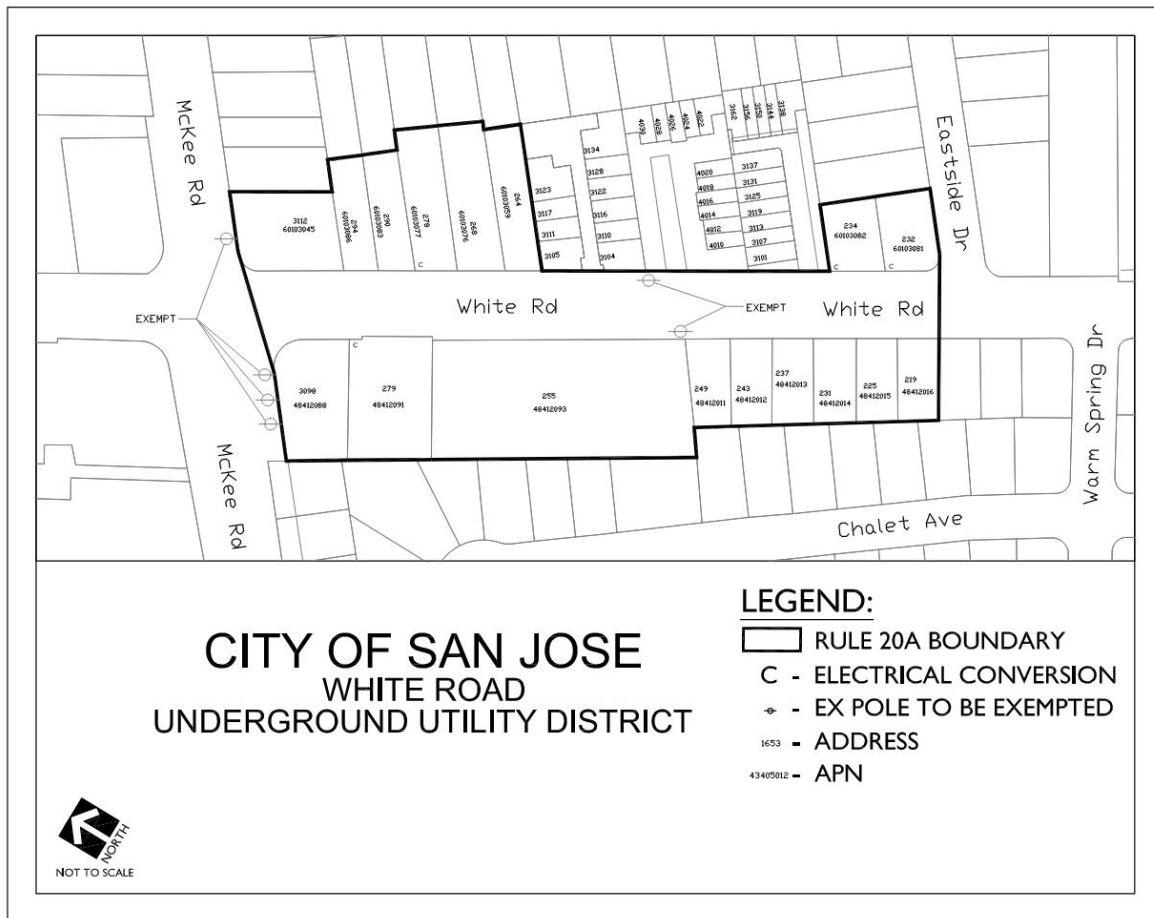 McKee Rd
3112
60103045
294
60103086
290
60103083
278
60103077
268
60103076
264
60103059
C
3123
3117
3111
3105
3134
3128
3122
3116
3110
3104
4030
4028
4026
4024
4022
3162
3156
3150
3144
3138
4020
4018
4016
4014
4012
4010
3137
3131
3125
3119
3113
3107
3101
234
60103082
C
232
60103081
C
Eastside Dr
EXEMPT
White Rd
EXEMPT
White Rd
Warm Spring Dr
C
3098
48412088
279
48412091
255
48412093
249
48412011
243
48412012
237
48412013
231
48412014
225
48412015
219
48412016
McKee Rd
Chalet Ave
CITY OF SAN JOSE
WHITE ROAD
UNDERGROUND UTILITY DISTRICT
LEGEND:
RULE 20A BOUNDARY
C - ELECTRICAL CONVERSION
- EX POLE TO BE EXEMPTED
1653 - ADDRESS
43405012 - APN
NORTH
NOT TO SCALE